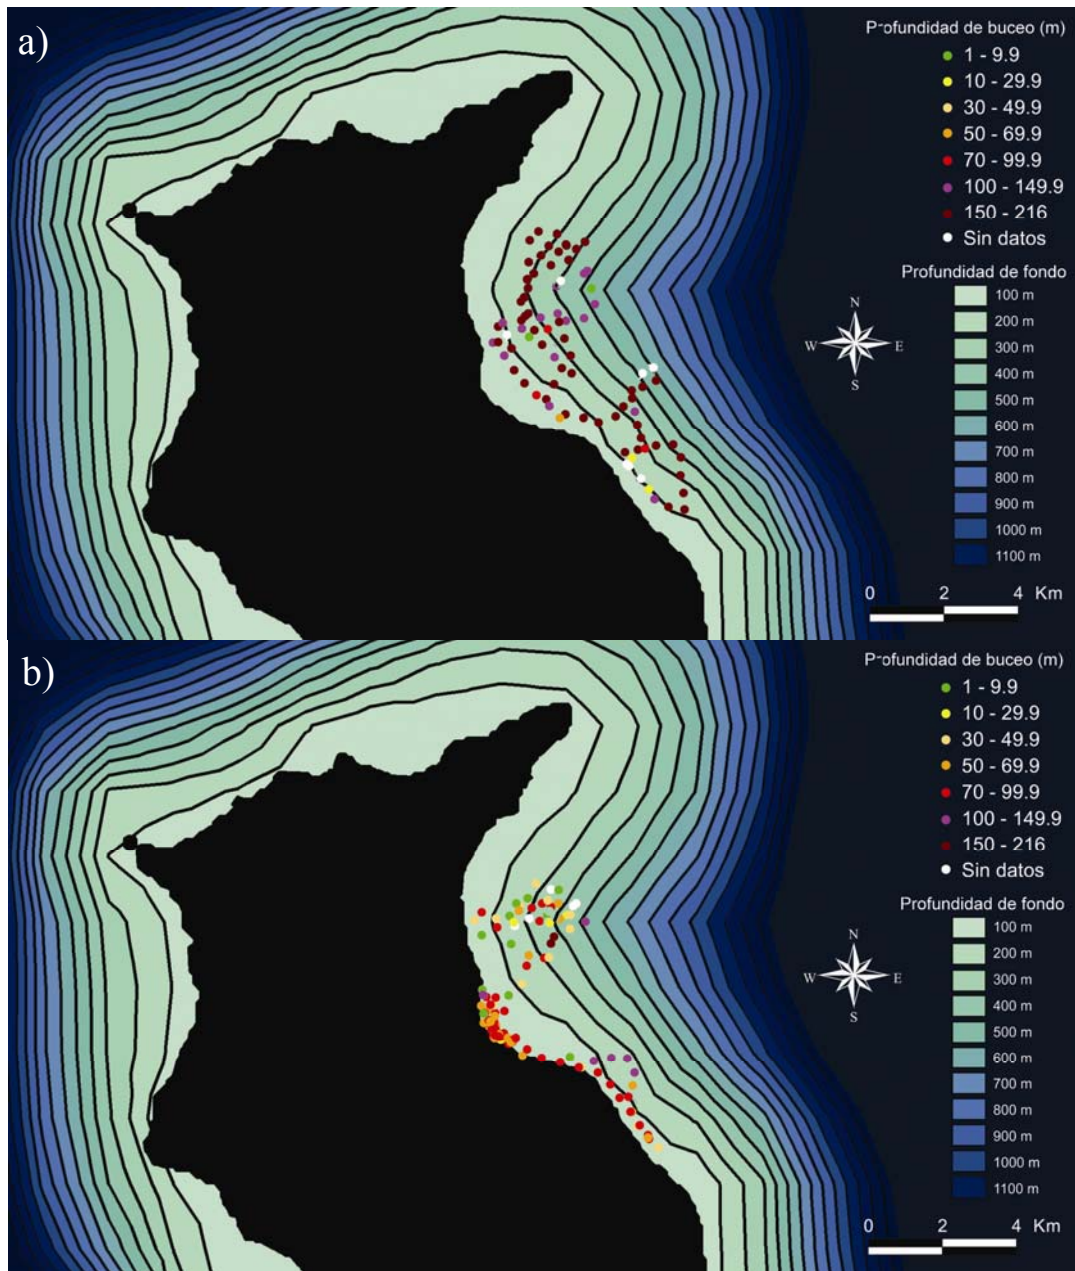 a)
Profundidad de buceo (m)
1 - 9.9
10 - 29.9
30 - 49.9
50 - 69.9
70 - 99.9
100 - 149.9
150 - 216
Sin datos
Profundidad de fondo
100 m
200 m
300 m
400 m
500 m
600 m
700 m
800 m
900 m
1000 m
1100 m
N
W E
S
0 2 4 Km
b)
Profundidad de buceo (m)
1 - 9.9
10 - 29.9
30 - 49.9
50 - 69.9
70 - 99.9
100 - 149.9
150 - 216
Sin datos
Profundidad de fondo
100 m
200 m
300 m
400 m
500 m
600 m
700 m
800 m
900 m
1000 m
1100 m
N
W E
S
0 2 4 Km